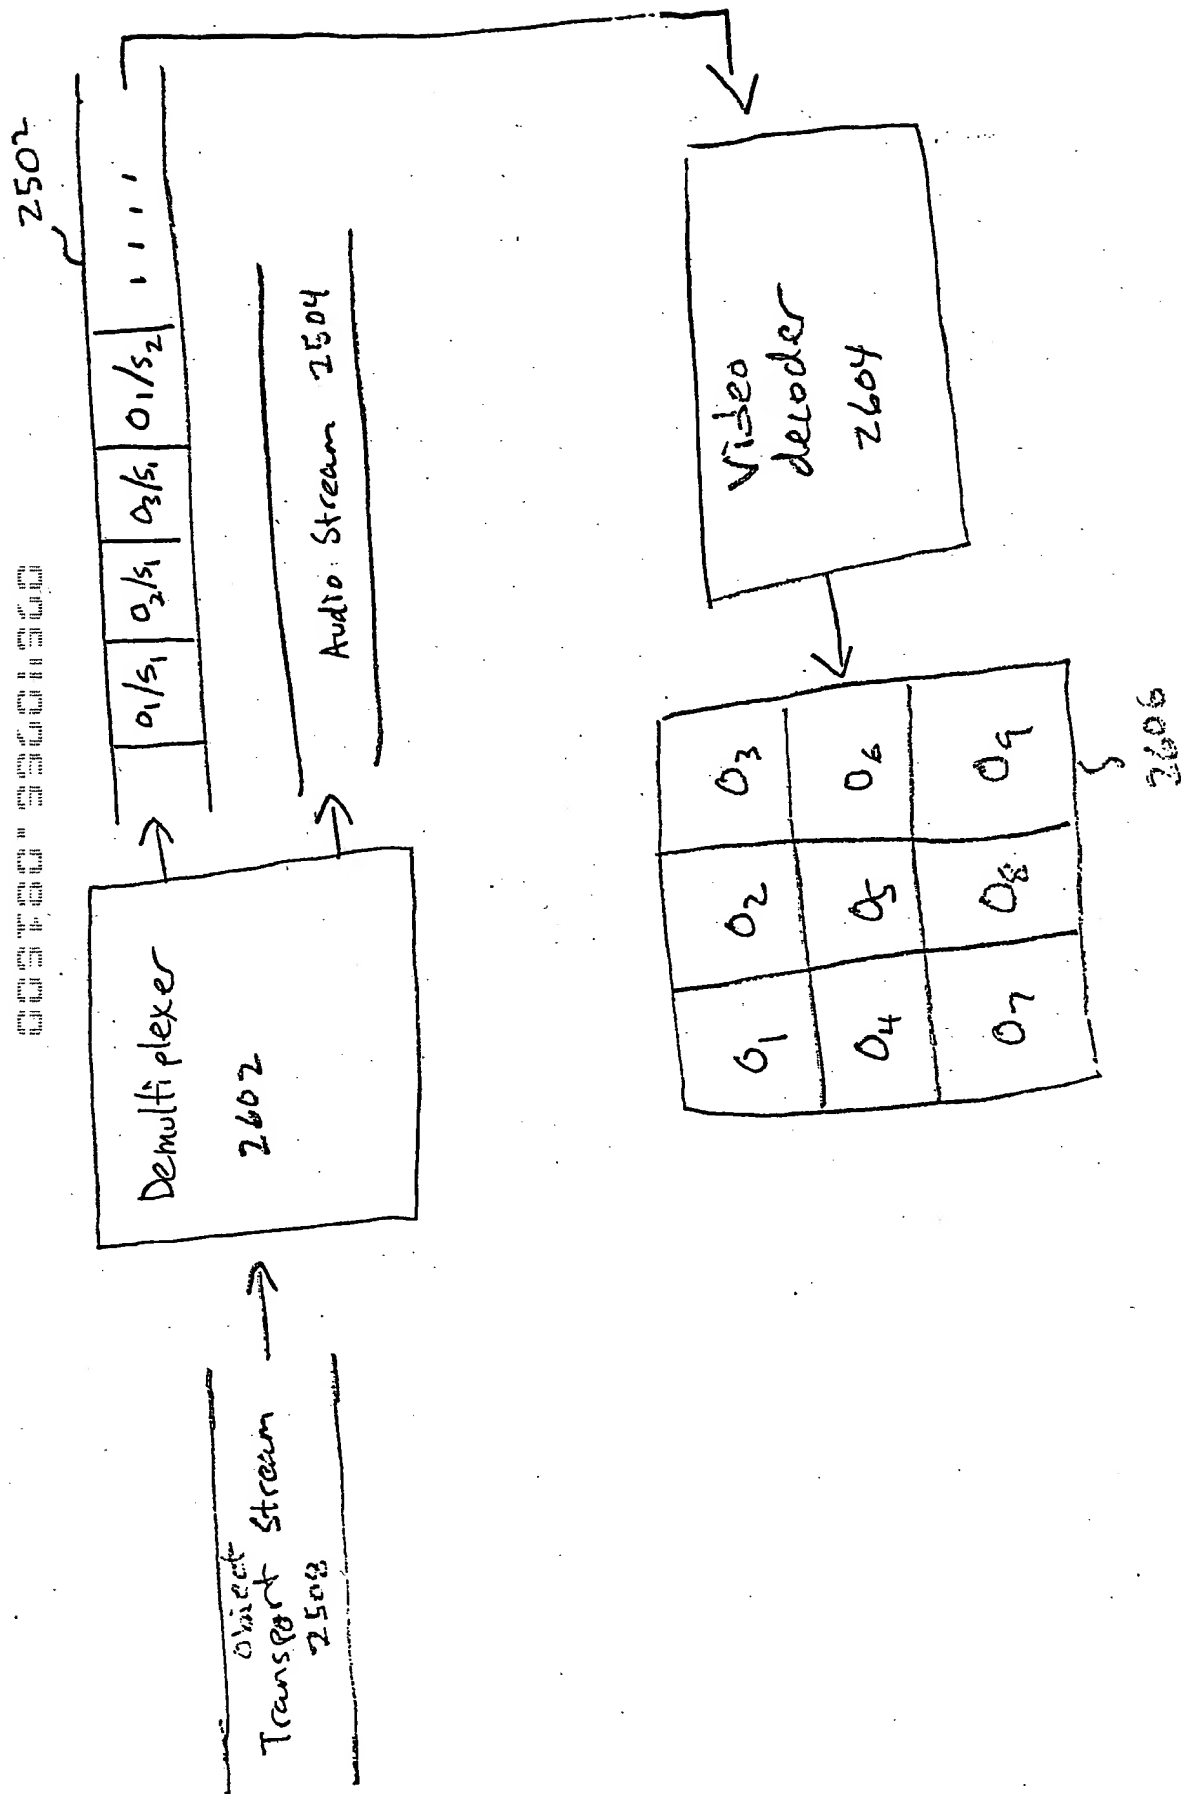 2502
O1/S1 | O2/S1 | O3/S1 | O1/S2 | . . . .
Audio Stream 2504
Demultiplexer
2602
Object
Transport Stream
2508
Video
decoder
2604
O1 O2 O3
O4 O5 O6
O7 O8 O9
2606